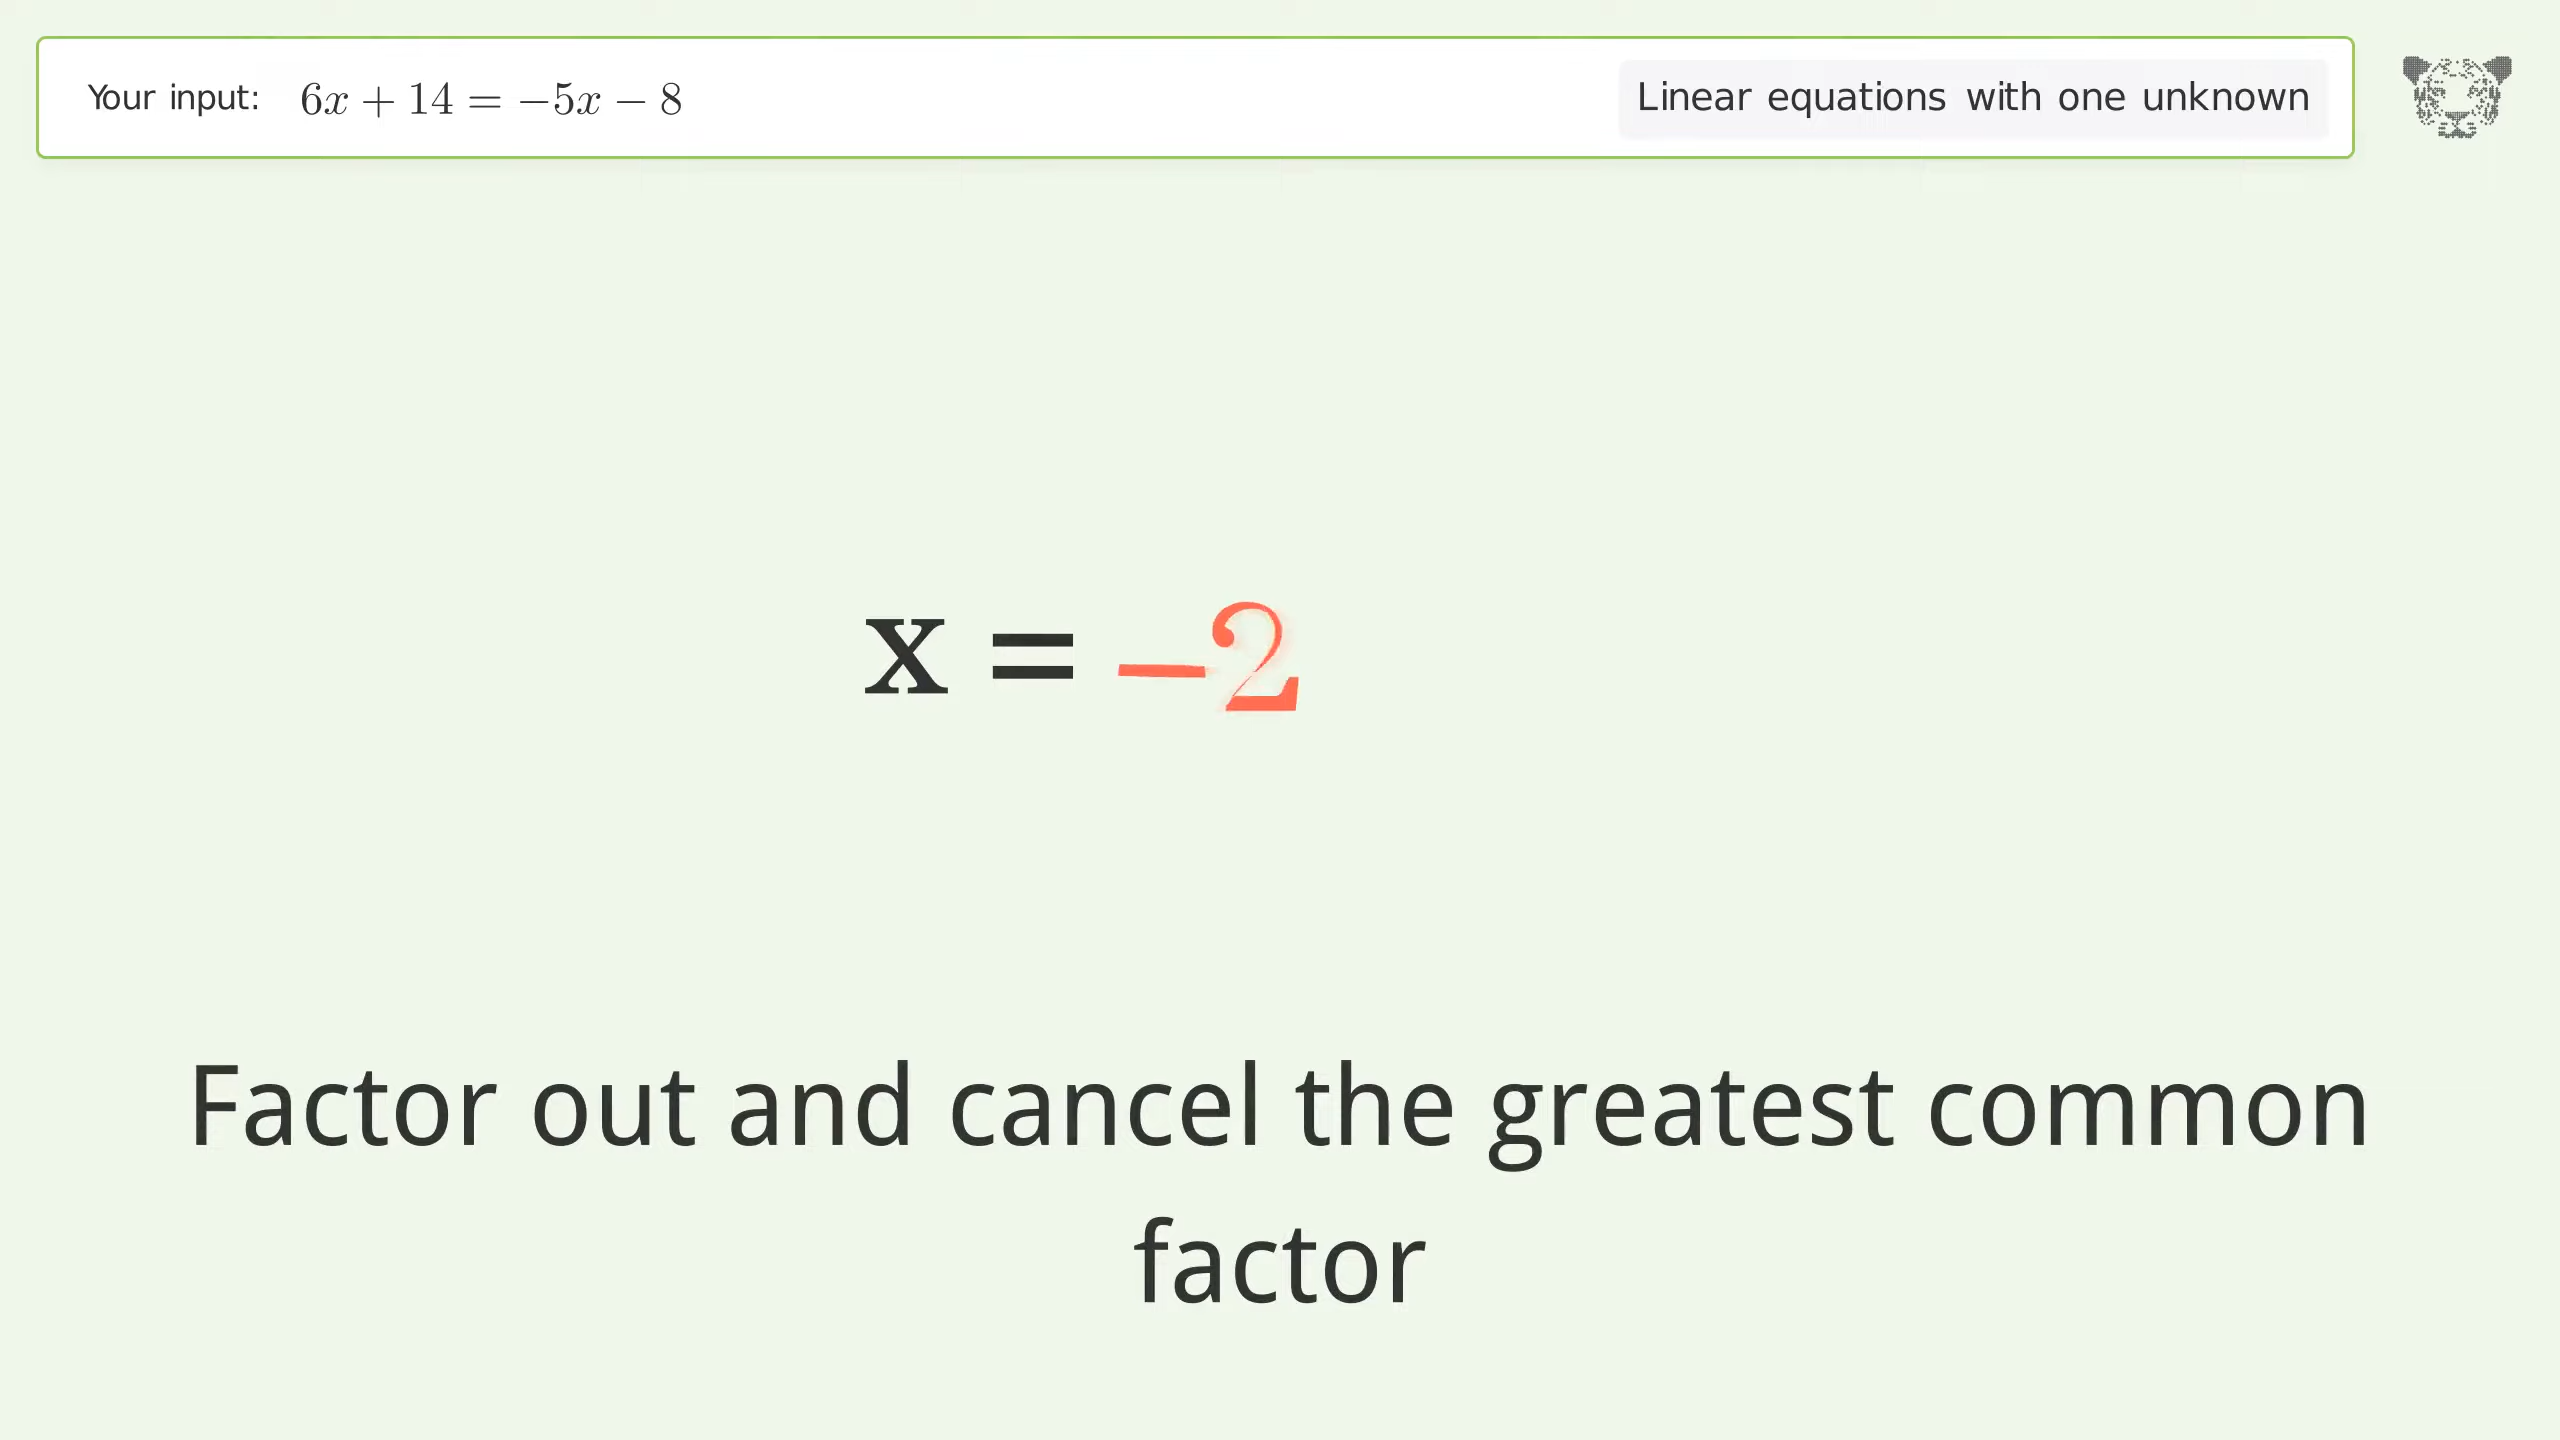 Your input: 6x + 14 = −5x − 8
Linear equations with one unknown
x = −2
Factor out and cancel the greatest common
factor